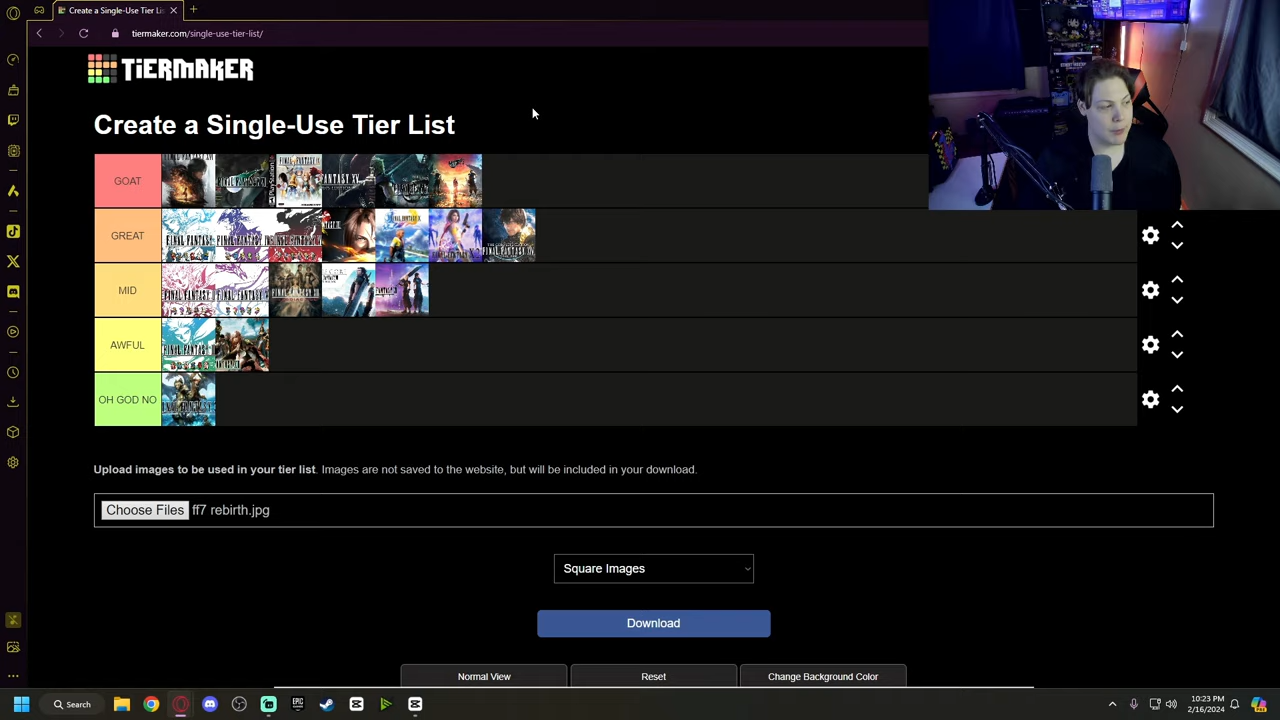 Create a Single-Use Tier Lis
tiermaker.com/single-use-tier-list/
TIERMAKER
Create a Single-Use Tier List
GOAT
GREAT
MID
AWFUL
OH GOD NO
Upload images to be used in your tier list. Images are not saved to the website, but will be included in your download.
Choose Files ff7 rebirth.jpg
Square Images
Download
Normal View
Reset
Change Background Color
Search
10:23 PM
2/16/2024